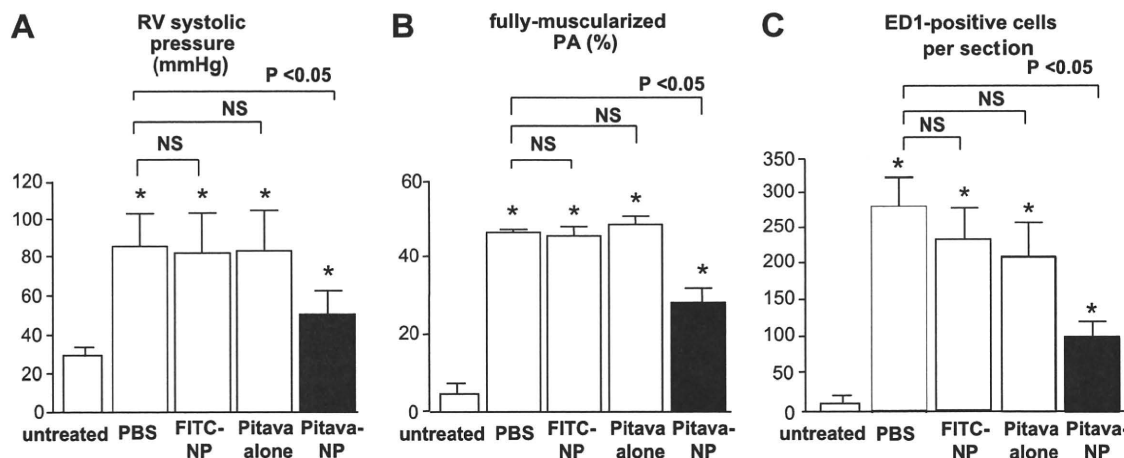 A
RV systolic
pressure
(mmHg)
P <0.05
NS
NS
120
100
80
60
40
20
0
* * * *
untreated PBS FITC-NP Pitava alone Pitava-NP
B
fully-muscularized
PA (%)
P <0.05
NS
NS
60
40
20
0
* * * *
untreated PBS FITC-NP Pitava alone Pitava-NP
C
ED1-positive cells
per section
P <0.05
NS
NS
350
300
250
200
150
100
50
0
* * * *
untreated PBS FITC-NP Pitava alone Pitava-NP